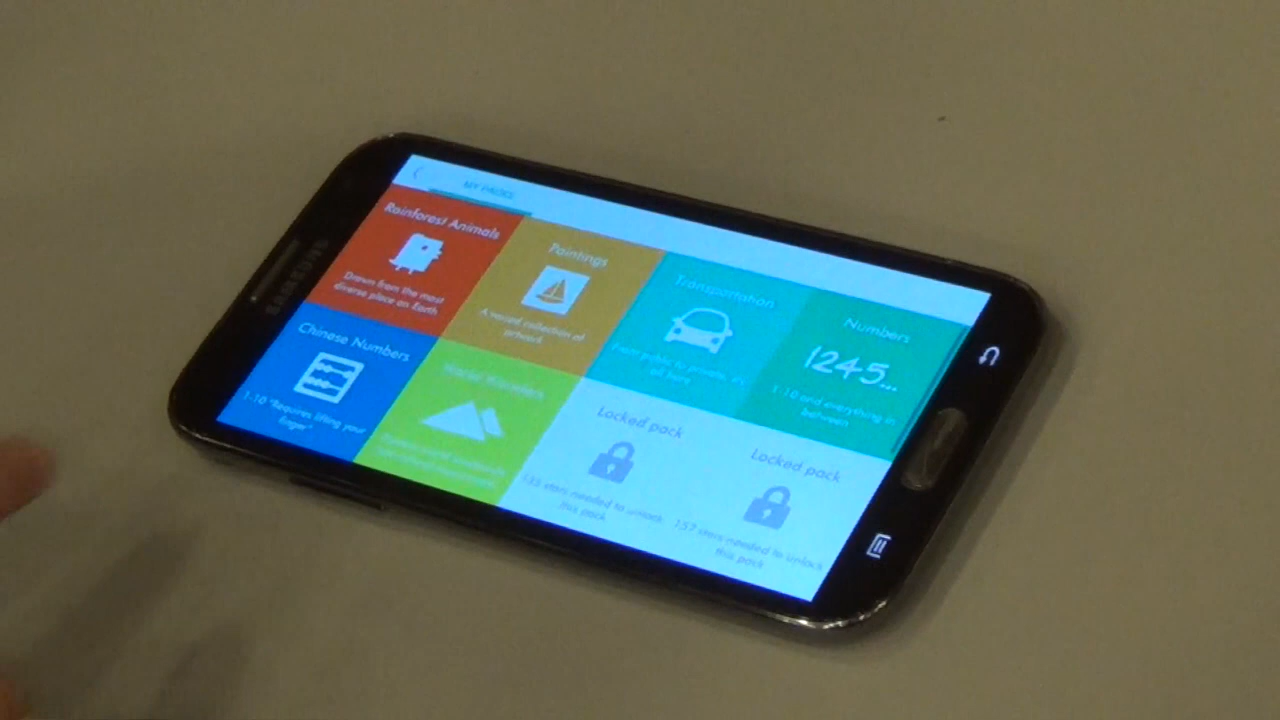 SAMSUNG
MY PACKS
Rainforest Animals
Drawn from the most
diverse place on Earth
Paintings
A varied collection of
artwork
Transportation
From public to private, it's
all here
Numbers
1245...
1-10 and everything in
between
Chinese Numbers
1-10 "Requires lifting your
finger"
Locked pack
135 stars needed to unlock
this pack
Locked pack
157 stars needed to unlock
this pack